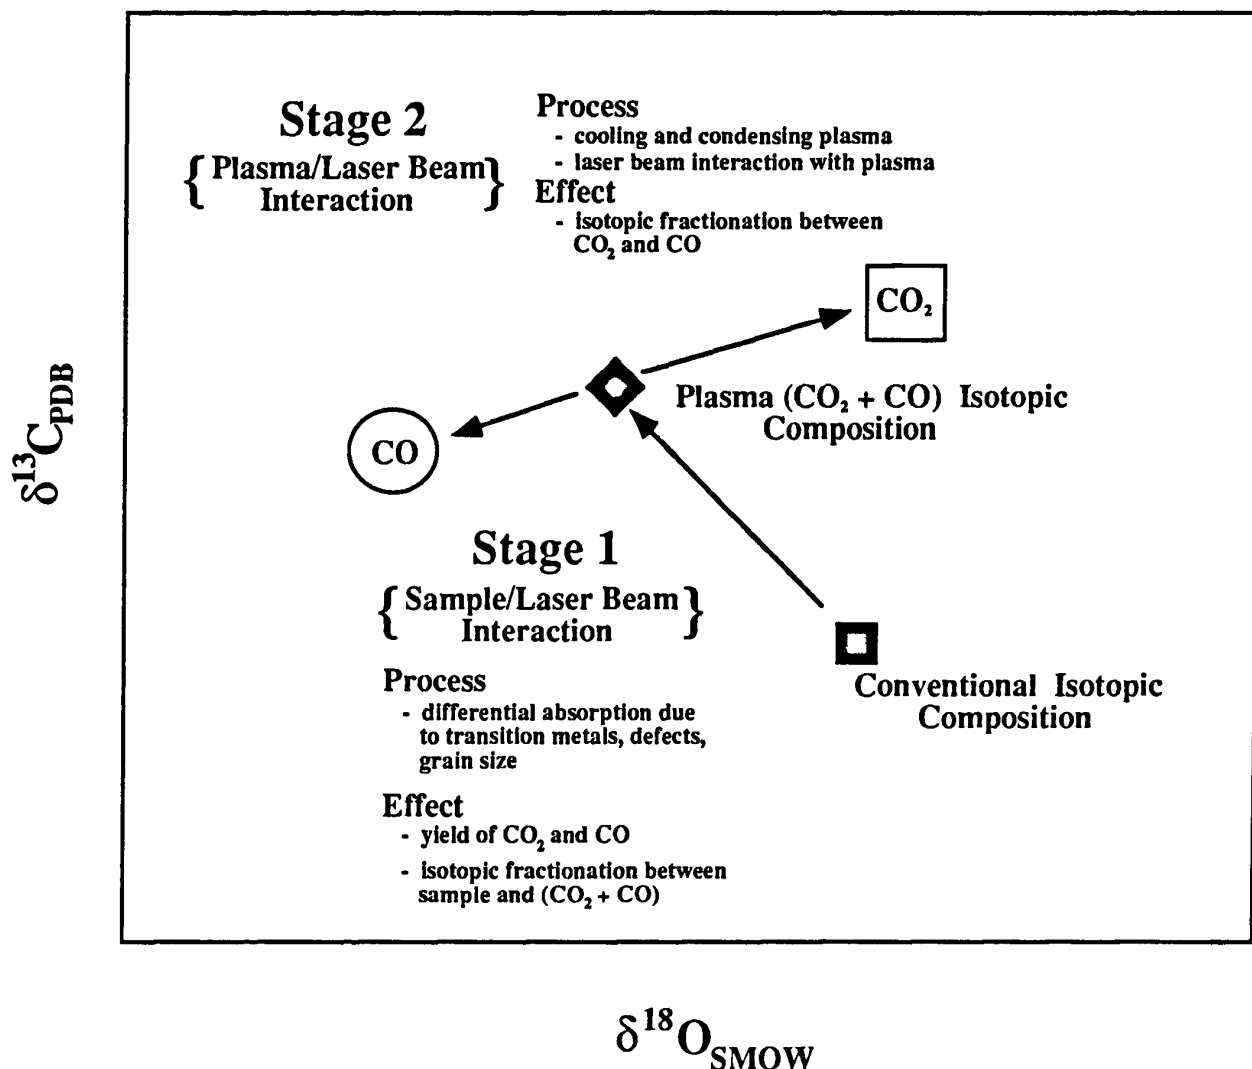 Stage 2
{ Plasma/Laser Beam }
Interaction
Process
- cooling and condensing plasma
- laser beam interaction with plasma
Effect
- isotopic fractionation between
CO₂ and CO
CO₂
Plasma (CO₂ + CO) Isotopic
Composition
CO
δ¹³C_PDB
Stage 1
{ Sample/Laser Beam }
Interaction
Conventional Isotopic
Composition
Process
- differential absorption due
to transition metals, defects,
grain size
Effect
- yield of CO₂ and CO
- isotopic fractionation between
sample and (CO₂ + CO)
δ¹⁸O_SMOW